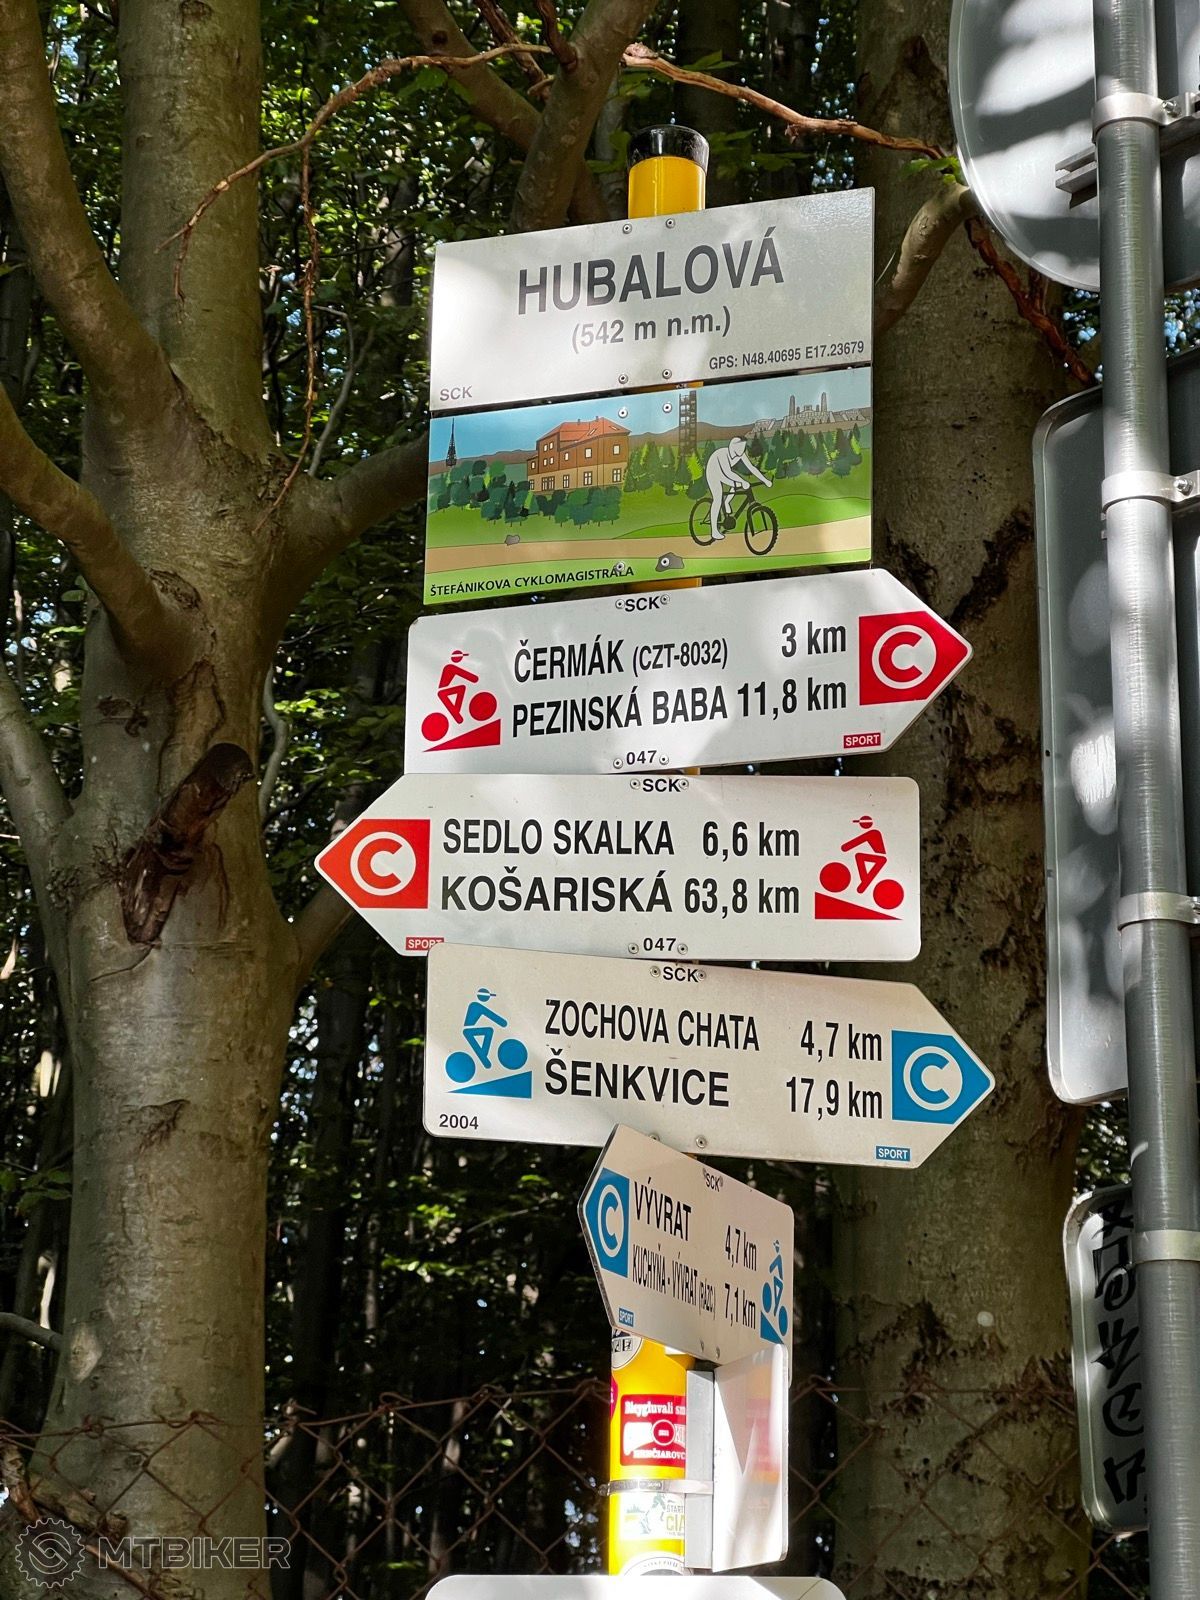 HUBALOVÁ
(542 m n.m.)
GPS: N48.40695 E17.23679
SCK
ŠTEFÁNIKOVA CYKLOMAGISTRÁLA
SCK
ČERMÁK (CZT-8032) 3 km
PEZINSKÁ BABA 11,8 km
C
SPORT
047
SCK
C
SEDLO SKALKA 6,6 km
KOŠARISKÁ 63,8 km
SPORT
047
SCK
ZOCHOVA CHATA 4,7 km
ŠENKVICE 17,9 km
C
2004
SPORT
SCK
C
VÝVRAT 4,7 km
KUCHYŇA - VÝVRAT (RÁZC.) 7,1 km
SPORT
MTBIKER